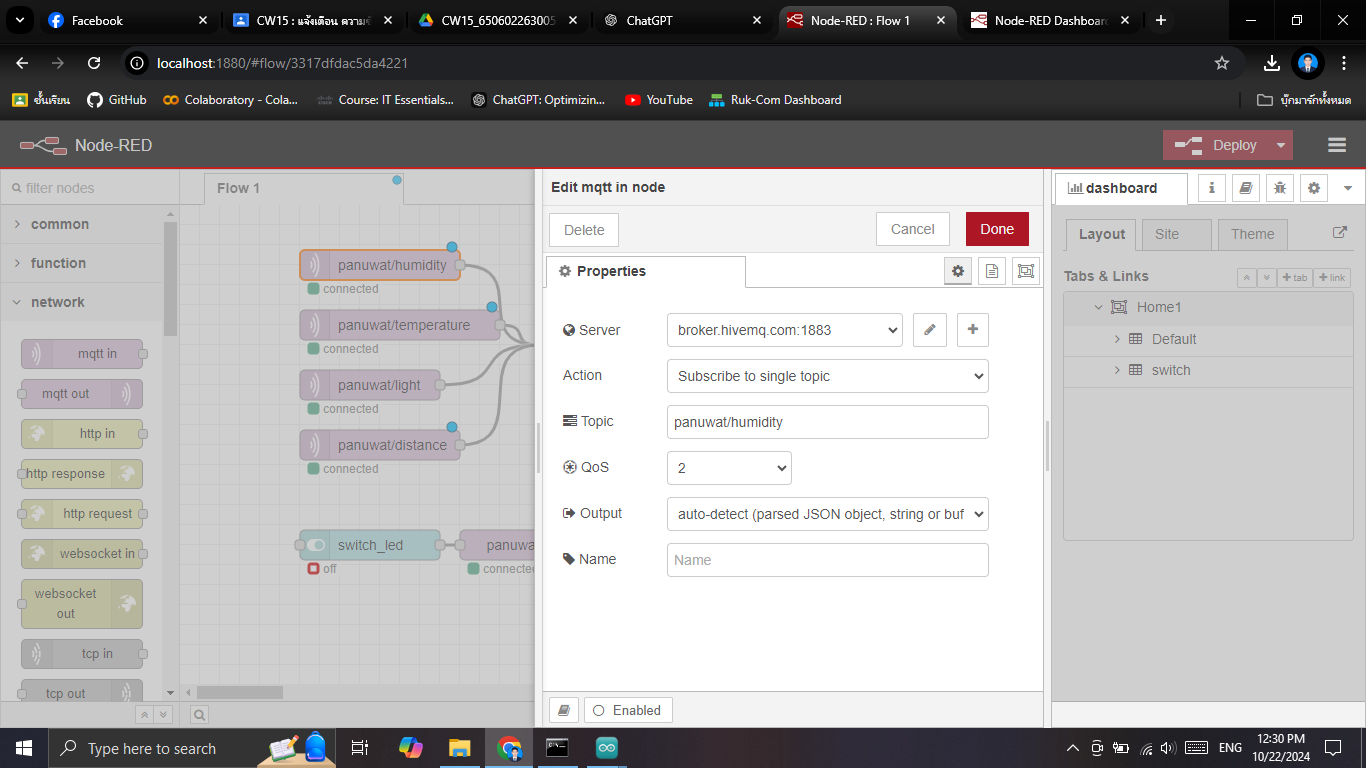 Facebook
CW15 : แจ้งเตือน ความชื
CW15_650602263005
ChatGPT
Node-RED : Flow 1
Node-RED Dashboard
localhost:1880/#flow/3317dfdac5da4221
ชั้นเรียน
GitHub
Colaboratory - Cola...
Course: IT Essentials...
ChatGPT: Optimizin...
YouTube
Ruk-Com Dashboard
บุ๊กมาร์กทั้งหมด
Node-RED
Deploy
filter nodes
common
function
network
mqtt in
mqtt out
http in
http response
http request
websocket in
websocket
out
tcp in
tcp out
Flow 1
panuwat/humidity
connected
panuwat/temperature
connected
panuwat/light
connected
panuwat/distance
connected
switch_led
off
panuwa
connected
Edit mqtt in node
Delete
Cancel
Done
Properties
Server
broker.hivemq.com:1883
Action
Subscribe to single topic
Topic
panuwat/humidity
QoS
2
Output
auto-detect (parsed JSON object, string or buf
Name
Name
Enabled
dashboard
Layout
Site
Theme
Tabs & Links
tab
link
Home1
Default
switch
Type here to search
ENG
12:30 PM
10/22/2024